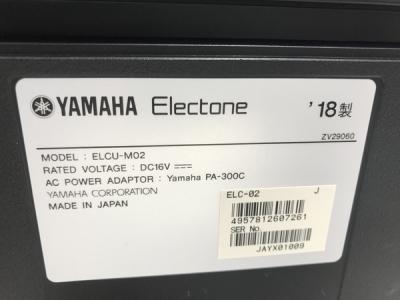 YAMAHA Electone '18製
ZV29060
MODEL : ELCU-M02
RATED VOLTAGE : DC16V ⎓
AC POWER ADAPTOR : Yamaha PA-300C
YAMAHA CORPORATION
MADE IN JAPAN
ELC-02 J
4957812607261
SER No.
JAYX01009